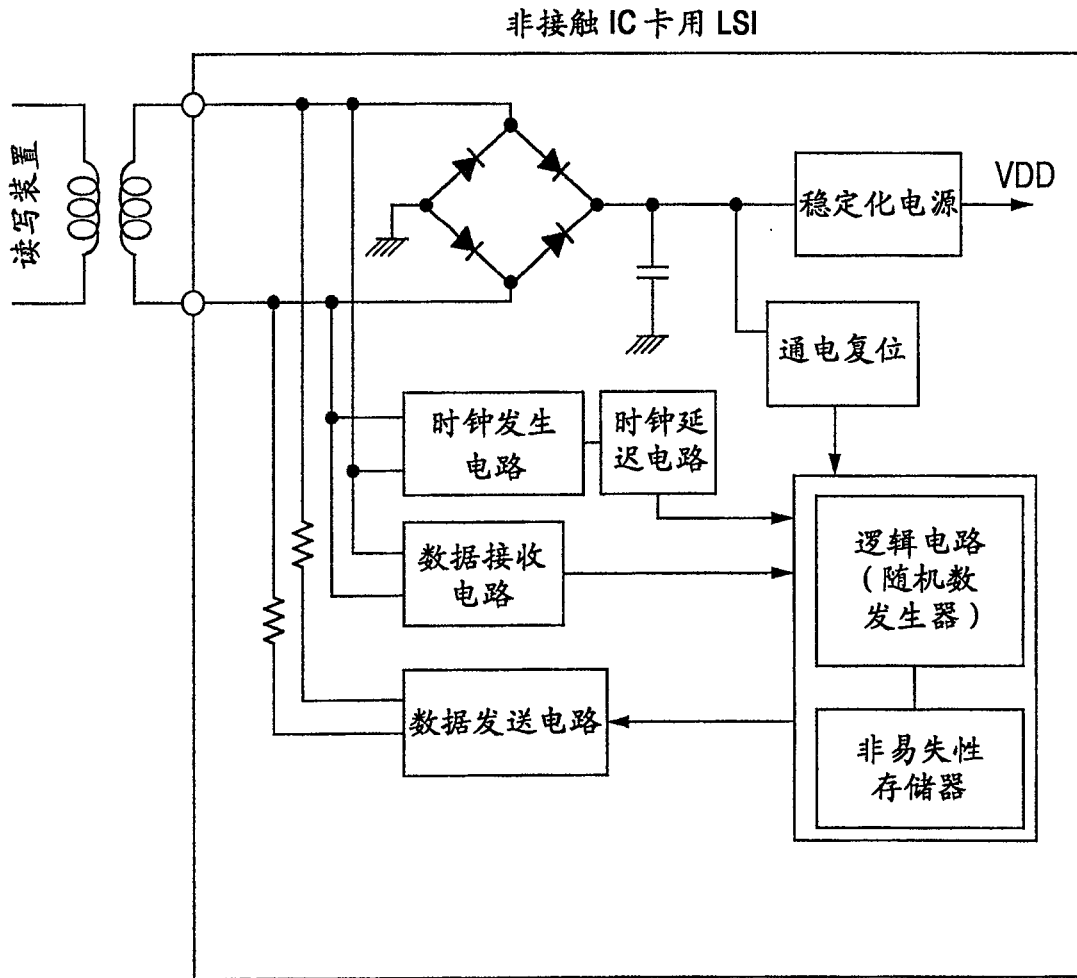 非接触 IC 卡用 LSI
读写装置
稳定化电源
VDD
通电复位
时钟发生
电路
时钟延
迟电路
数据接收
电路
逻辑电路
(随机数
发生器)
数据发送电路
非易失性
存储器